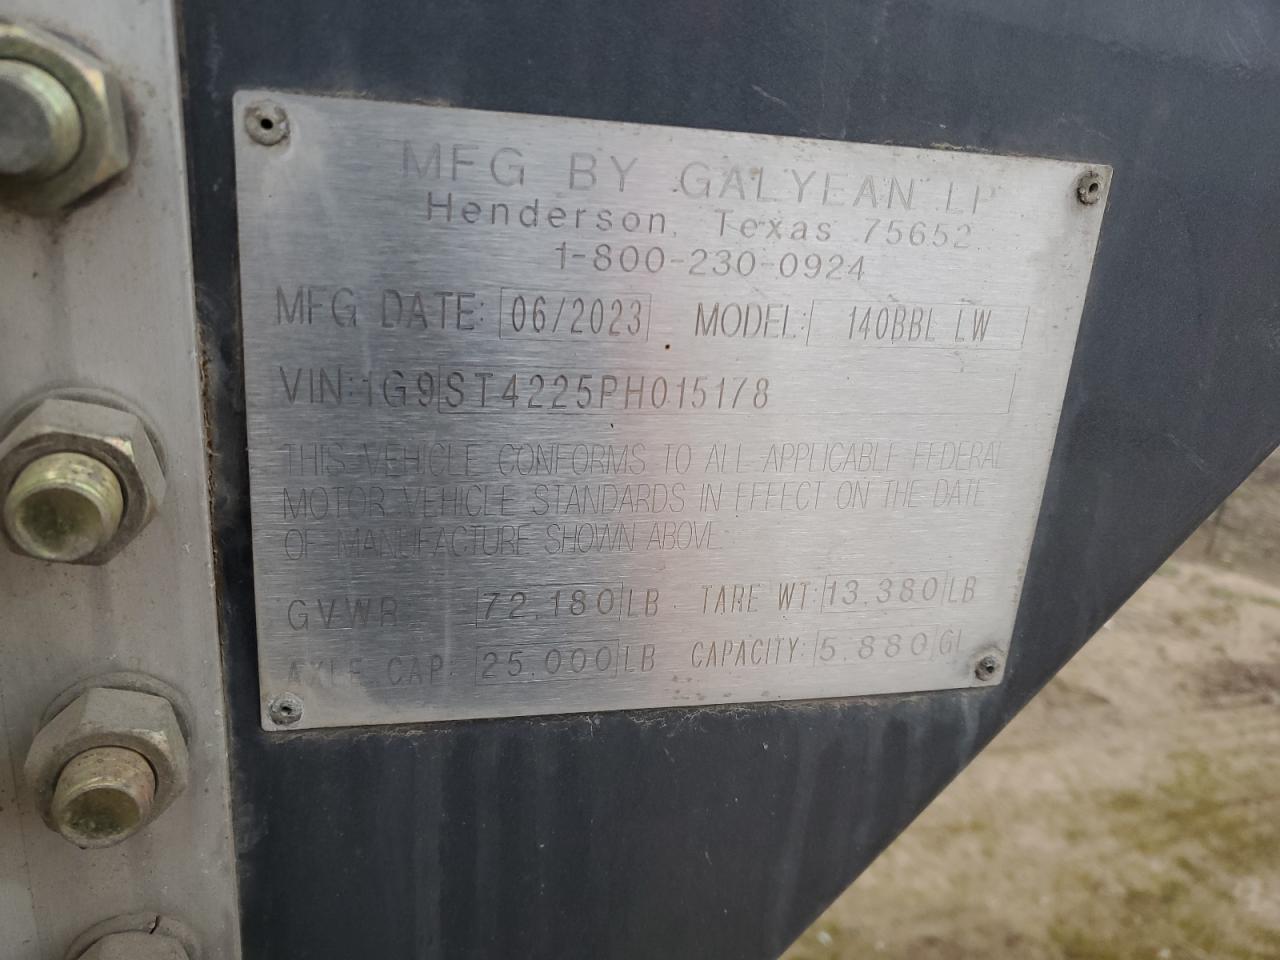 MFG BY GALYEAN LP
Henderson, Texas 75652
1-800-230-0924
MFG DATE: 06/2023 MODEL: 140BBL LW
VIN: 1G9ST4225PH015178
THIS VEHICLE CONFORMS TO ALL APPLICABLE FEDERAL
MOTOR VEHICLE STANDARDS IN EFFECT ON THE DATE
OF MANUFACTURE SHOWN ABOVE
GVWR 72,180 LB TARE WT: 13,380 LB
AXLE CAP: 25,000 LB CAPACITY: 5,880 GL